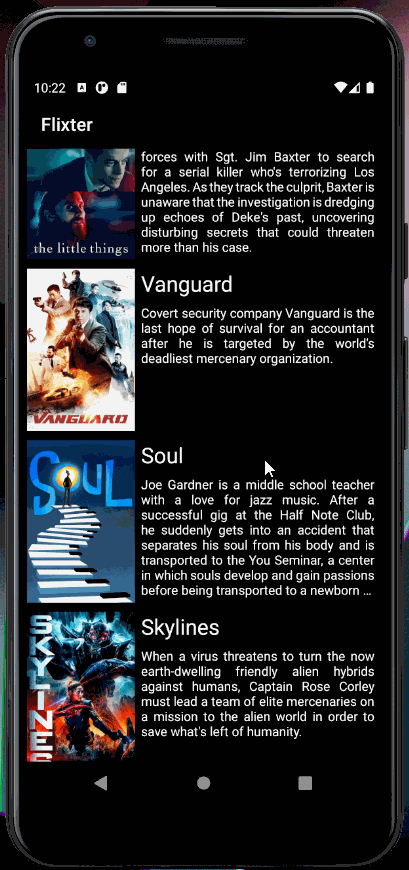 10:22
Flixter
forces with Sgt. Jim Baxter to search
for a serial killer who's terrorizing Los
Angeles. As they track the culprit, Baxter is
unaware that the investigation is dredging
up echoes of Deke's past, uncovering
disturbing secrets that could threaten
more than his case.
the little things
Vanguard
Covert security company Vanguard is the
last hope of survival for an accountant
after he is targeted by the world's
deadliest mercenary organization.
VANGUARD
Soul
SOUL
Joe Gardner is a middle school teacher
with a love for jazz music. After a
successful gig at the Half Note Club,
he suddenly gets into an accident that
separates his soul from his body and is
transported to the You Seminar, a center
in which souls develop and gain passions
before being transported to a newborn ...
Skylines
SKYLINES
When a virus threatens to turn the now
earth-dwelling friendly alien hybrids
against humans, Captain Rose Corley
must lead a team of elite mercenaries on
a mission to the alien world in order to
save what's left of humanity.